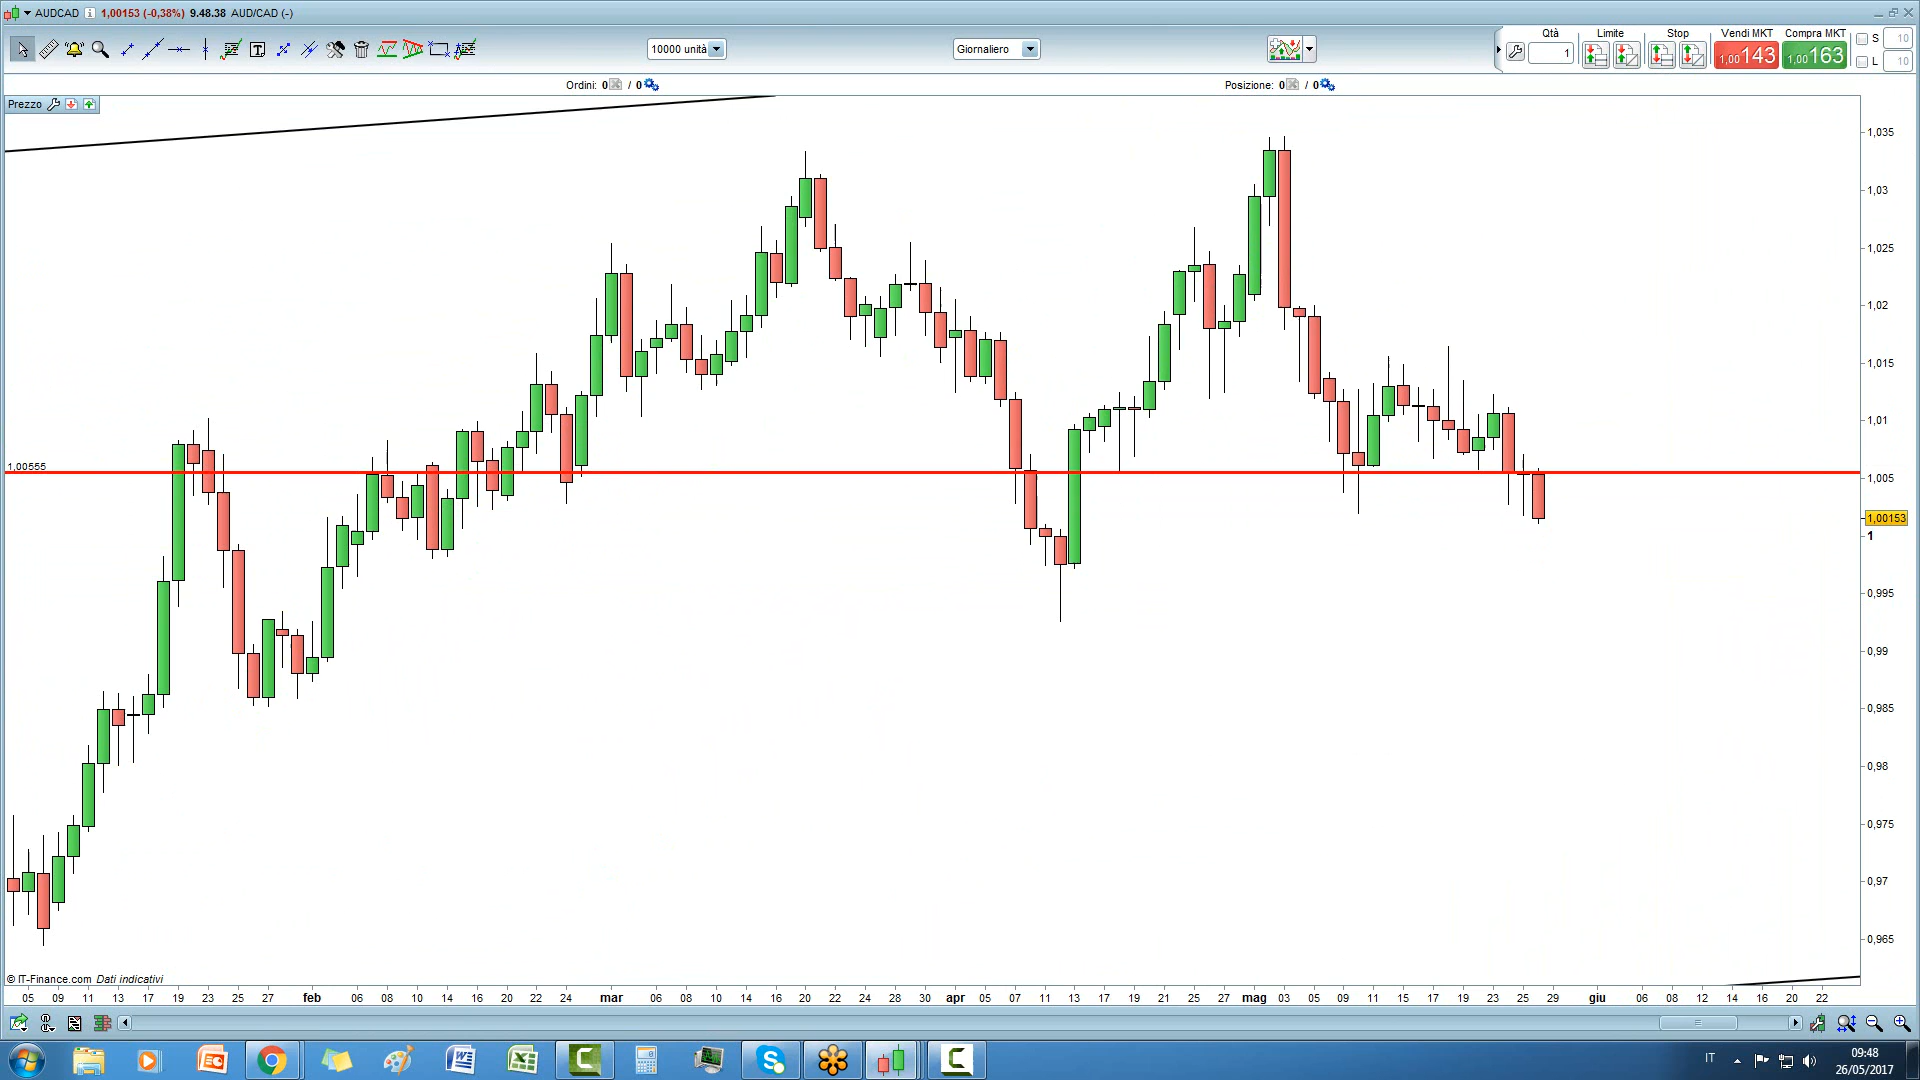 AUDCAD 1,00153 (-0,38%) 9.48.38 AUD/CAD (-)
10000 unità
Giornaliero
Qtà Limite Stop Vendi MKT Compra MKT
1
1,00143
1,00163
S 10
L 10
Ordini: 0 / 0
Posizione: 0 / 0
Prezzo
1,035
1,03
1,025
1,02
1,015
1,01
1,00555
1,005
1,00153
1
0,995
0,99
0,985
0,98
0,975
0,97
0,965
© IT-Finance.com Dati indicativi
05 09 11 13 17 19 23 25 27 feb 06 08 10 14 16 20 22 24 mar 06 08 10 14 16 20 22 24 28 30 apr 05 07 11 13 17 19 21 25 27 mag 03 05 09 11 15 17 19 23 25 29 giu 06 08 12 14 16 20 22
IT
09:48
26/05/2017